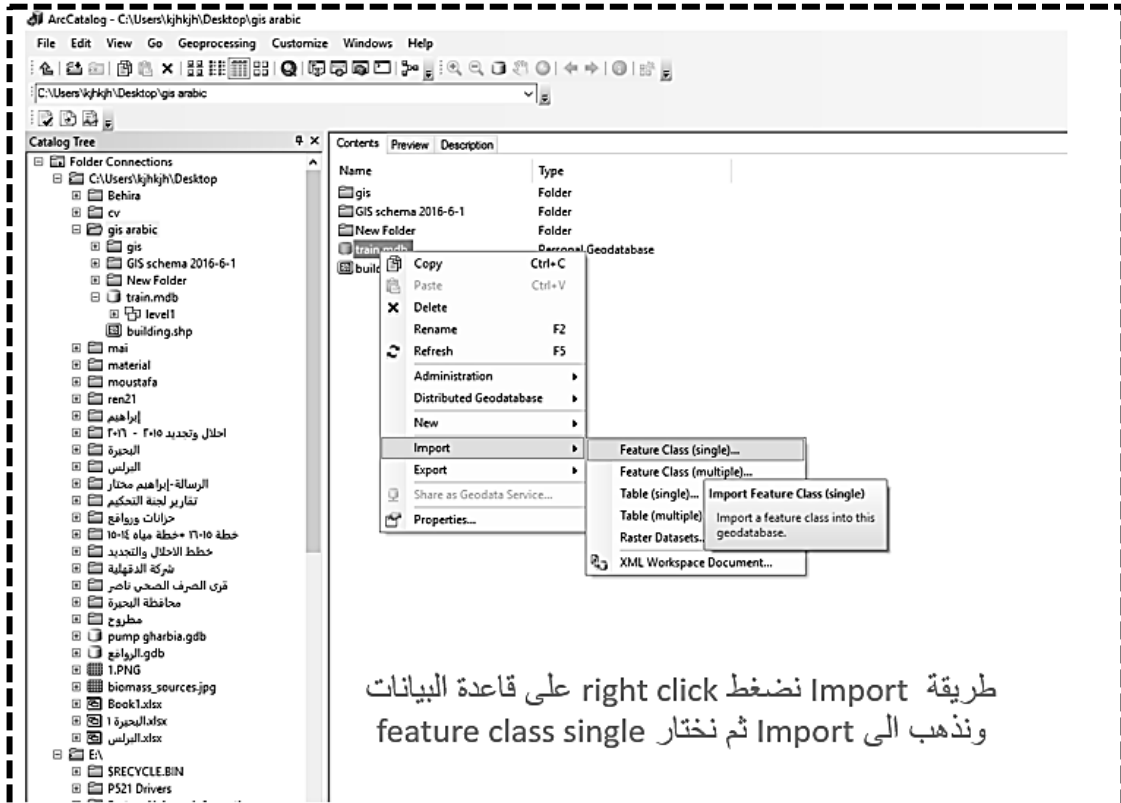 ArcCatalog - C:\Users\kjhkjh\Desktop\gis arabic
File Edit View Go Geoprocessing Customize Windows Help
C:\Users\kjhkjh\Desktop\gis arabic
Catalog Tree
Folder Connections
C:\Users\kjhkjh\Desktop
Behira
cv
gis arabic
gis
GIS schema 2016-6-1
New Folder
train.mdb
level1
building.shp
mai
material
moustafa
ren21
إبراهيم
احلال وتجديد ٢٠١٥ - ٢٠١٦
البحيرة
البرلس
الرسالة-إبراهيم مختار
تقارير لجنة التحكيم
خزانات وروافع
خطة ١٥-١٦ +خطة مياه ١٤-١٥
خطط الاحلال والتجديد
شركة الدقهلية
قرى الصرف الصحى ناصر
محافظة البحيرة
مطروح
pump gharbia.gdb
الروافع.gdb
1.PNG
biomass_sources.jpg
Book1.xlsx
البحيرة ١.xlsx
البرلس.xlsx
E:\
$RECYCLE.BIN
P521 Drivers
Contents Preview Description
Name Type
gis Folder
GIS schema 2016-6-1 Folder
New Folder Folder
train.mdb Personal Geodatabase
build
Copy Ctrl+C
Paste Ctrl+V
Delete
Rename F2
Refresh F5
Administration
Distributed Geodatabase
New
Import
Export
Share as Geodata Service...
Properties...
Feature Class (single)...
Feature Class (multiple)...
Table (single)...
Table (multiple)
Raster Datasets...
XML Workspace Document...
Import Feature Class (single)
Import a feature class into this
geodatabase.
طريقة Import نضغط right click على قاعدة البيانات
ونذهب الى Import ثم نختار feature class single